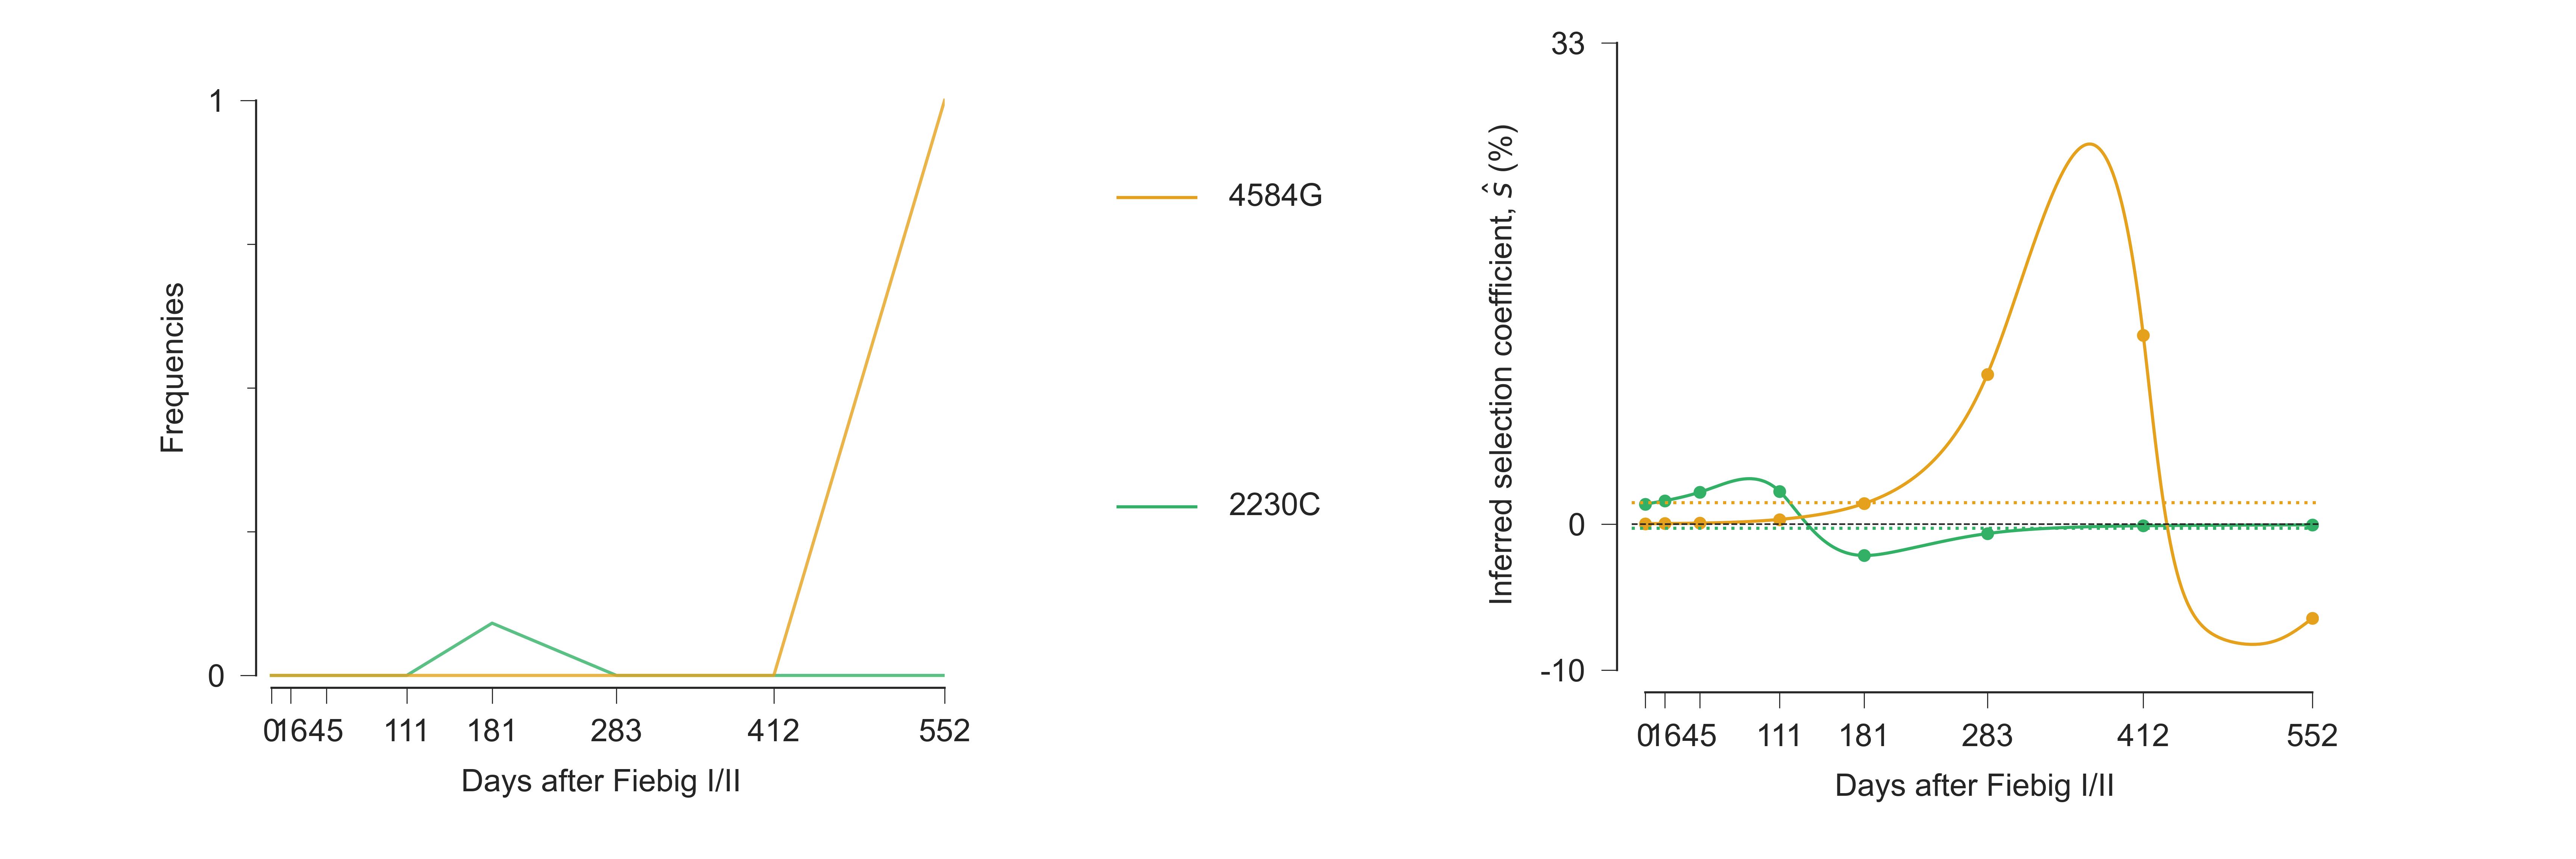 1
Frequencies
0
0 16 45 111 181 283 412 552
Days after Fiebig I/II
4584G
2230C
33
Inferred selection coefficient, ŝ (%)
0
-10
0 16 45 111 181 283 412 552
Days after Fiebig I/II